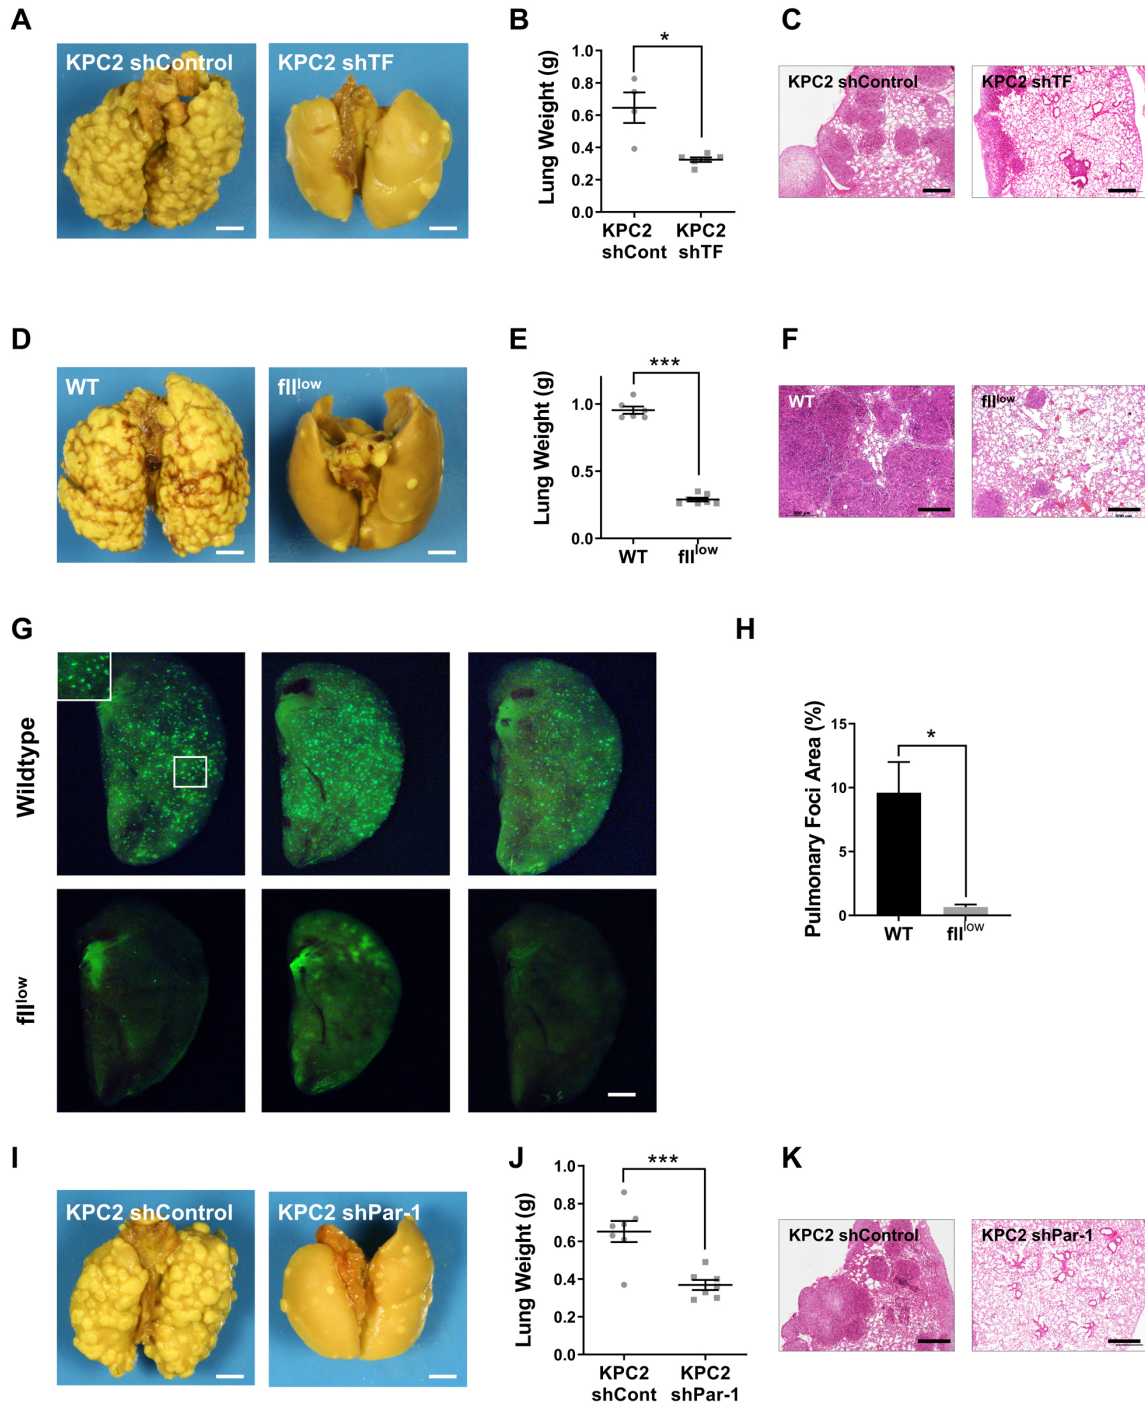 A
KPC2 shControl
KPC2 shTF
B
Lung Weight (g)
1.0
0.8
0.6
0.4
0.2
0.0
*
KPC2
shCont
KPC2
shTF
C
KPC2 shControl
KPC2 shTF
D
WT
fII^low
E
Lung Weight (g)
1.0
0.5
0.0
***
WT
fII^low
F
WT
fII^low
G
Wildtype
fII^low
H
Pulmonary Foci Area (%)
15
10
5
0
*
WT
fII^low
I
KPC2 shControl
KPC2 shPar-1
J
Lung Weight (g)
1.0
0.8
0.6
0.4
0.2
0.0
***
KPC2
shCont
KPC2
shPar-1
K
KPC2 shControl
KPC2 shPar-1